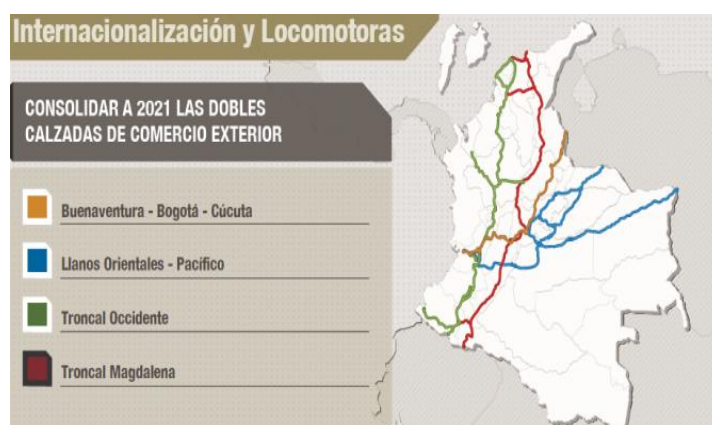 Internacionalización y Locomotoras
CONSOLIDAR A 2021 LAS DOBLES
CALZADAS DE COMERCIO EXTERIOR
Buenaventura - Bogotá - Cúcuta
Llanos Orientales - Pacífico
Troncal Occidente
Troncal Magdalena